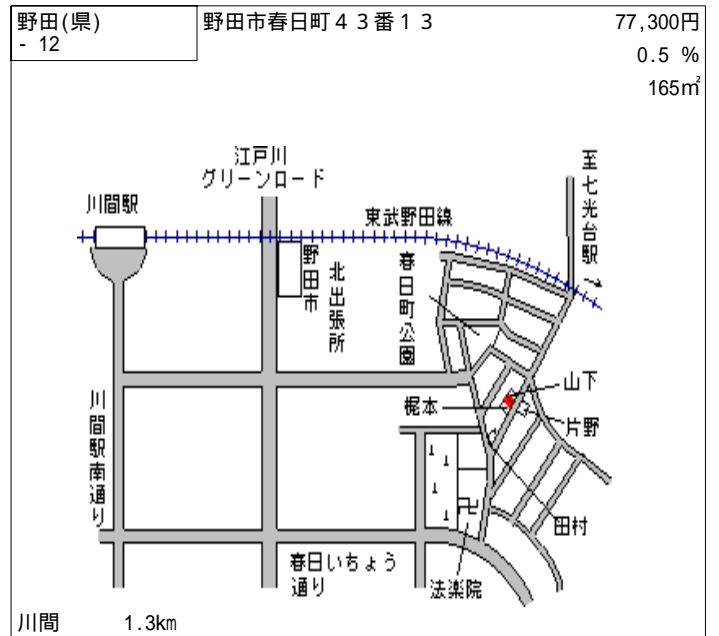 野田(県)
- 12
野田市春日町４３番１３
77,300円
0.5 %
165㎡
江戸川
グリーンロード
至七光台駅→
川間駅
東武野田線
野田市
北出張所
春日町公園
山下
梶本
片野
川間駅南通り
田村
卍
春日いちょう
通り
法楽院
川間
1.3km